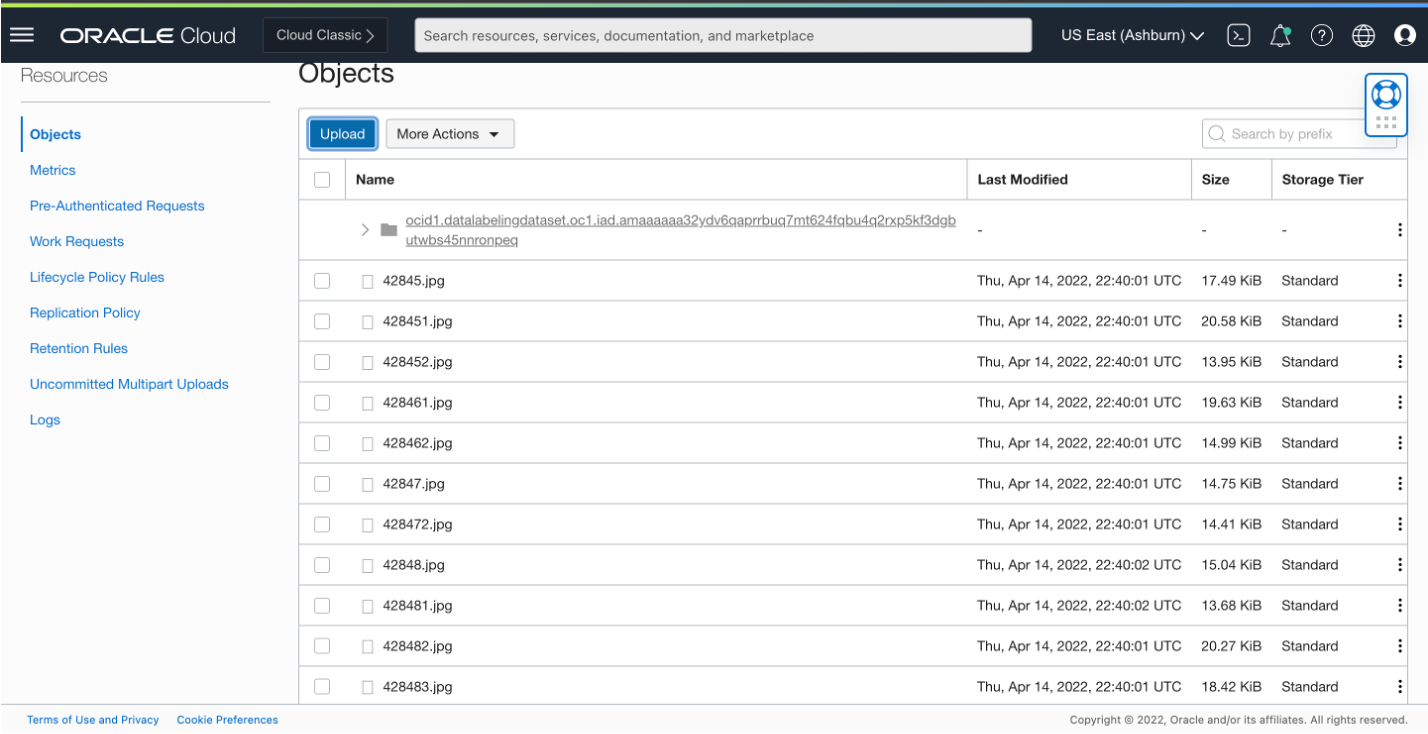 ORACLE Cloud
Cloud Classic >
Search resources, services, documentation, and marketplace
US East (Ashburn)
Resources
Objects
Metrics
Pre-Authenticated Requests
Work Requests
Lifecycle Policy Rules
Replication Policy
Retention Rules
Uncommitted Multipart Uploads
Logs
Objects
Upload More Actions
Search by prefix
Name Last Modified Size Storage Tier
ocid1.datalabelingdataset.oc1.iad.amaaaaaa32ydv6qaprrbuq7mt624fqbu4q2rxp5kf3dgb
utwbs45nnronpeq - - -
42845.jpg Thu, Apr 14, 2022, 22:40:01 UTC 17.49 KiB Standard
428451.jpg Thu, Apr 14, 2022, 22:40:01 UTC 20.58 KiB Standard
428452.jpg Thu, Apr 14, 2022, 22:40:01 UTC 13.95 KiB Standard
428461.jpg Thu, Apr 14, 2022, 22:40:01 UTC 19.63 KiB Standard
428462.jpg Thu, Apr 14, 2022, 22:40:01 UTC 14.99 KiB Standard
42847.jpg Thu, Apr 14, 2022, 22:40:01 UTC 14.75 KiB Standard
428472.jpg Thu, Apr 14, 2022, 22:40:01 UTC 14.41 KiB Standard
42848.jpg Thu, Apr 14, 2022, 22:40:02 UTC 15.04 KiB Standard
428481.jpg Thu, Apr 14, 2022, 22:40:02 UTC 13.68 KiB Standard
428482.jpg Thu, Apr 14, 2022, 22:40:01 UTC 20.27 KiB Standard
428483.jpg Thu, Apr 14, 2022, 22:40:01 UTC 18.42 KiB Standard
Terms of Use and Privacy Cookie Preferences
Copyright © 2022, Oracle and/or its affiliates. All rights reserved.